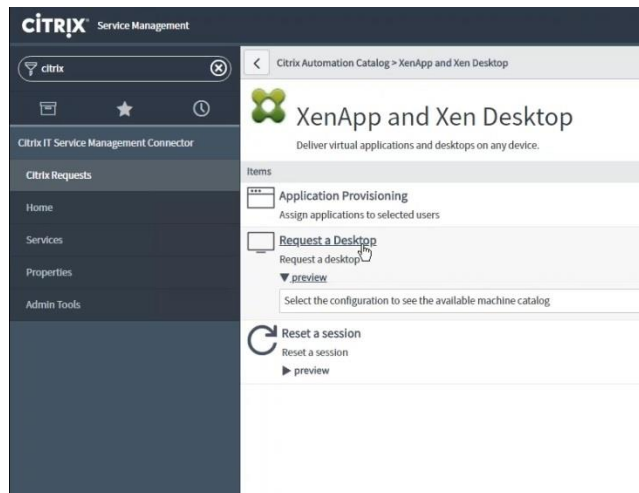 CİTRIX Service Management
citrix
Citrix Automation Catalog > XenApp and Xen Desktop
XenApp and Xen Desktop
Deliver virtual applications and desktops on any device.
Citrix IT Service Management Connector
Citrix Requests
Home
Services
Properties
Admin Tools
Items
Application Provisioning
Assign applications to selected users
Request a Desktop
Request a desktop
preview
Select the configuration to see the available machine catalog
Reset a session
Reset a session
preview